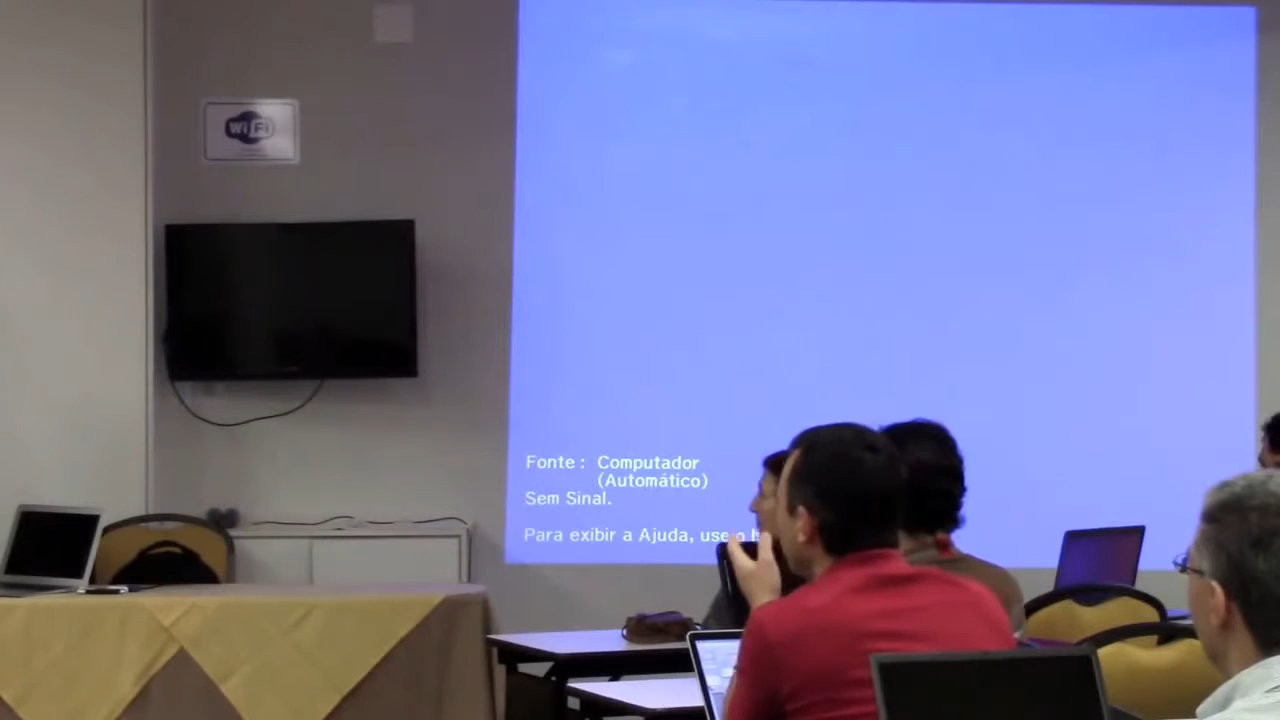 WiFi
Fonte: Computador
(Automático)
Sem Sinal.
Para exibir a Ajuda, use o